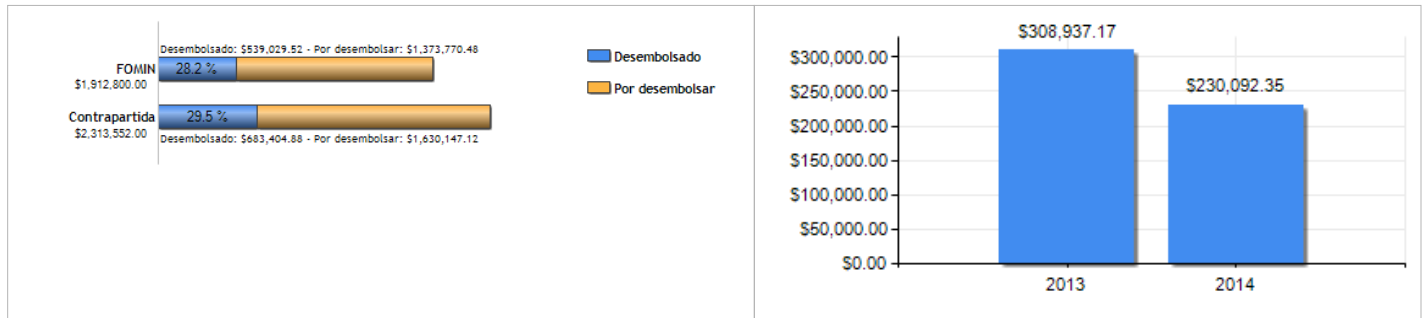 Desembolsado: $539,029.52 - Por desembolsar: $1,373,770.48
FOMIN
$1,912,800.00
28.2 %
Contrapartida
$2,313,552.00
29.5 %
Desembolsado: $683,404.88 - Por desembolsar: $1,630,147.12
Desembolsado
Por desembolsar
$308,937.17
$230,092.35
$300,000.00
$250,000.00
$200,000.00
$150,000.00
$100,000.00
$50,000.00
$0.00
2013
2014